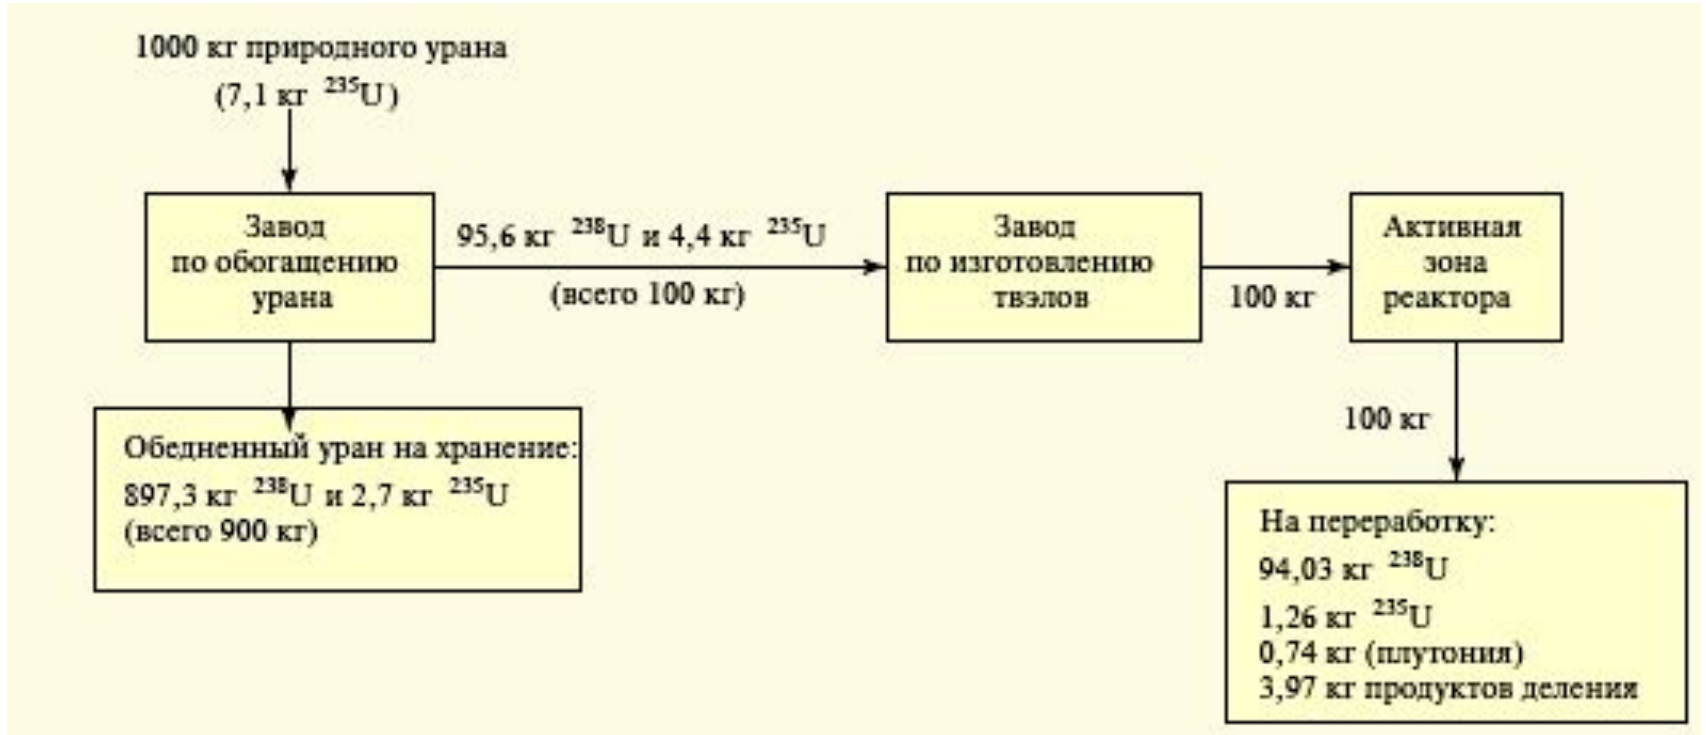 1000 кг природного урана
(7,1 кг ²³⁵U)
Завод
по обогащению
урана
95,6 кг ²³⁸U и 4,4 кг ²³⁵U
(всего 100 кг)
Завод
по изготовлению
твэлов
100 кг
Активная
зона
реактора
100 кг
Обедненный уран на хранение:
897,3 кг ²³⁸U и 2,7 кг ²³⁵U
(всего 900 кг)
На переработку:
94,03 кг ²³⁸U
1,26 кг ²³⁵U
0,74 кг (плутония)
3,97 кг продуктов деления